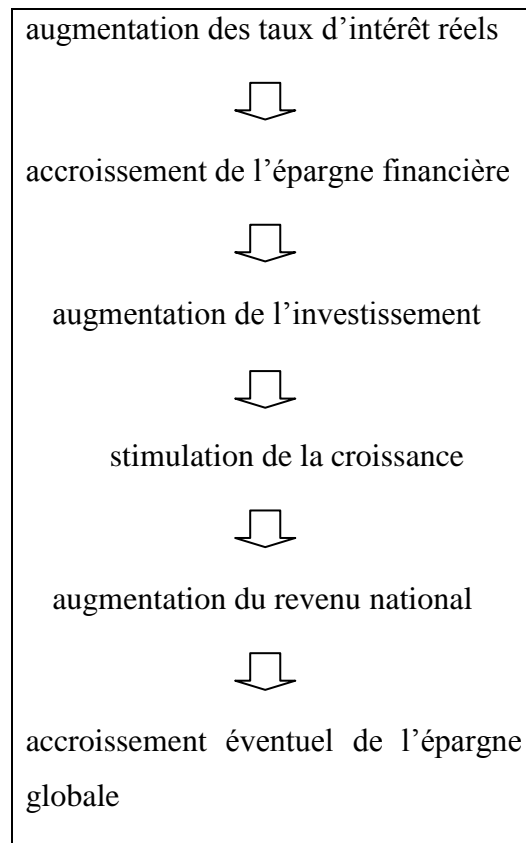 augmentation des taux d’intérêt réels
accroissement de l’épargne financière
augmentation de l’investissement
stimulation de la croissance
augmentation du revenu national
accroissement éventuel de l’épargne
globale